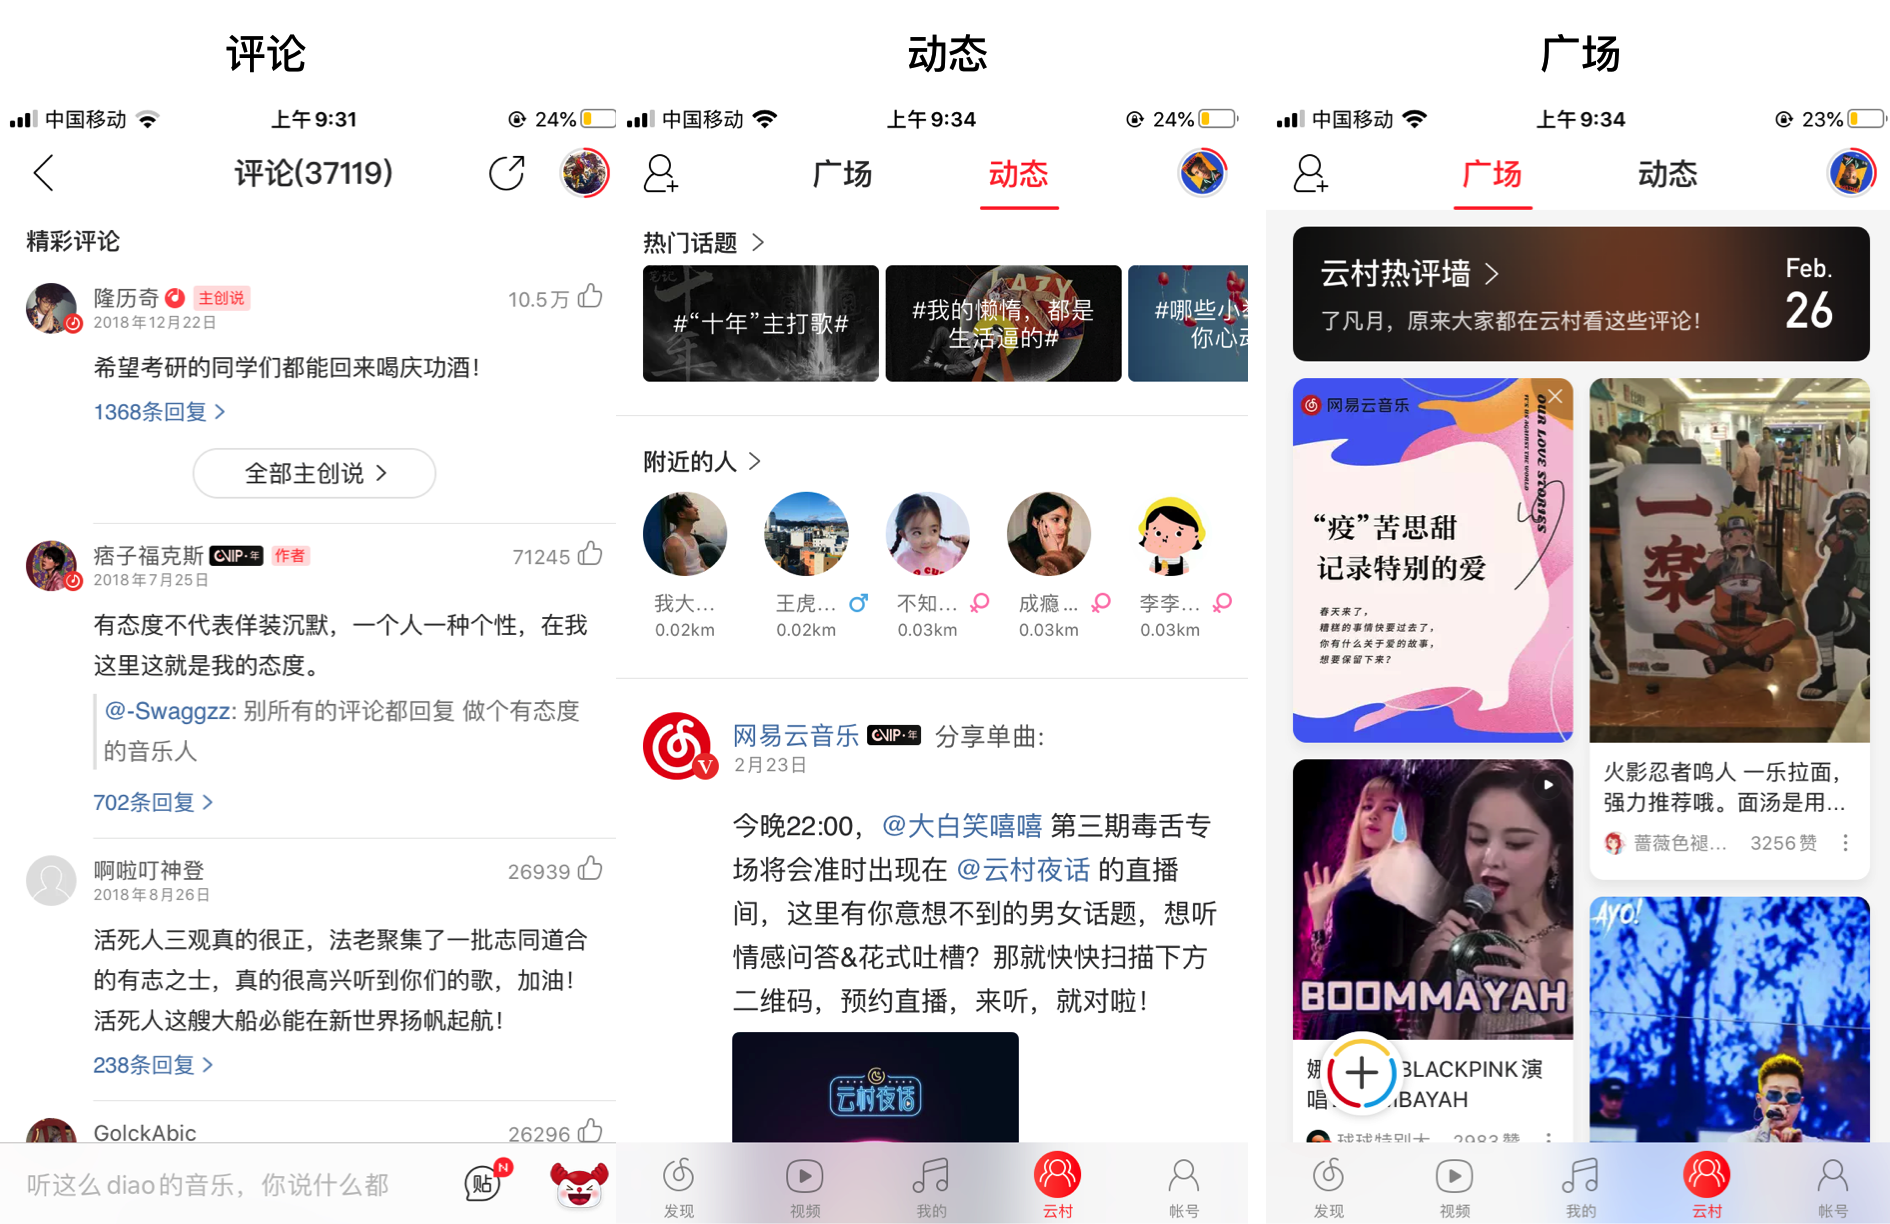 评论
中国移动
上午9:31
24%
评论(37119)
精彩评论
隆历奇 主创说
2018年12月22日
10.5万
希望考研的同学们都能回来喝庆功酒！
1368条回复 >
全部主创说 >
痞子福克斯 CVIP·年 作者
2018年7月25日
71245
有态度不代表佯装沉默，一个人一种个性，在我
这里这就是我的态度。
@-Swaggzz: 别所有的评论都回复 做个有态度
的音乐人
702条回复 >
啊啦叮神登
2018年8月26日
26939
活死人三观真的很正，法老聚集了一批志同道合
的有志之士，真的很高兴听到你们的歌，加油！
活死人这艘大船必能在新世界扬帆起航！
238条回复 >
GolckAbic
26296
听这么diao的音乐，你说什么都
贴
N
动态
中国移动
上午9:34
24%
广场
动态
热门话题 >
笔记
十年
#“十年”主打歌#
LAZY
#我的懒惰，都是
生活逼的#
#哪些小
你心
附近的人 >
我大...
0.02km
王虎...
0.02km
不知...
0.03km
成瘾...
0.03km
李李...
0.03km
网易云音乐 CVIP·年 分享单曲:
V
2月23日
今晚22:00，@大白笑嘻嘻 第三期毒舌专
场将会准时出现在 @云村夜话 的直播
间，这里有你意想不到的男女话题，想听
情感问答&花式吐槽？那就快快扫描下方
二维码，预约直播，来听，就对啦！
云村夜话
发现
视频
我的
云村
帐号
广场
中国移动
上午9:34
23%
广场
动态
云村热评墙 >
了凡月，原来大家都在云村看这些评论！
Feb.
26
网易云音乐
OUR LOVE STORIESS
IT'S US AGAINST THE WORLD
“疫”苦思甜
记录特别的爱
春天来了，
糟糕的事情快要过去了，
你有什么关于爱的故事，
想要保留下来？
一楽
火影忍者鸣人 一乐拉面，
强力推荐哦。面汤是用...
蔷薇色褪...
3256赞
BOOMMAYAH
BLACKPINK演
唱
BAYAH
球球特别大
2983赞
AYO!
发现
视频
我的
云村
帐号